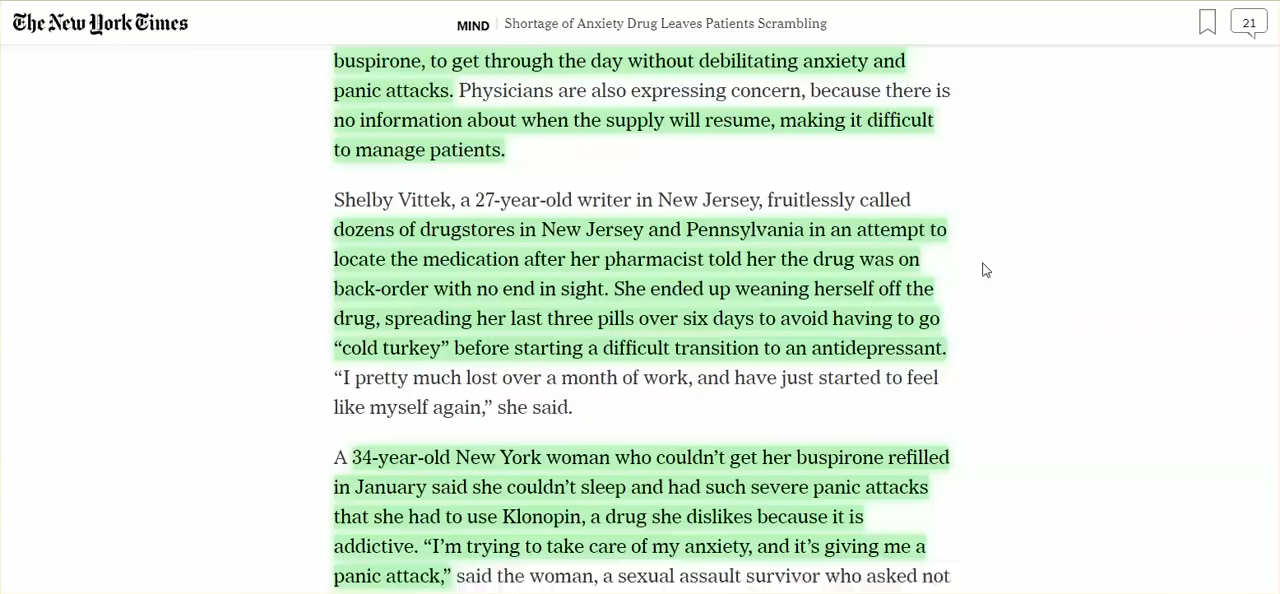 The New York Times
MIND | Shortage of Anxiety Drug Leaves Patients Scrambling
21
buspirone, to get through the day without debilitating anxiety and
panic attacks. Physicians are also expressing concern, because there is
no information about when the supply will resume, making it difficult
to manage patients.
Shelby Vittek, a 27-year-old writer in New Jersey, fruitlessly called
dozens of drugstores in New Jersey and Pennsylvania in an attempt to
locate the medication after her pharmacist told her the drug was on
back-order with no end in sight. She ended up weaning herself off the
drug, spreading her last three pills over six days to avoid having to go
“cold turkey” before starting a difficult transition to an antidepressant.
“I pretty much lost over a month of work, and have just started to feel
like myself again,” she said.
A 34-year-old New York woman who couldn’t get her buspirone refilled
in January said she couldn’t sleep and had such severe panic attacks
that she had to use Klonopin, a drug she dislikes because it is
addictive. “I’m trying to take care of my anxiety, and it’s giving me a
panic attack,” said the woman, a sexual assault survivor who asked not